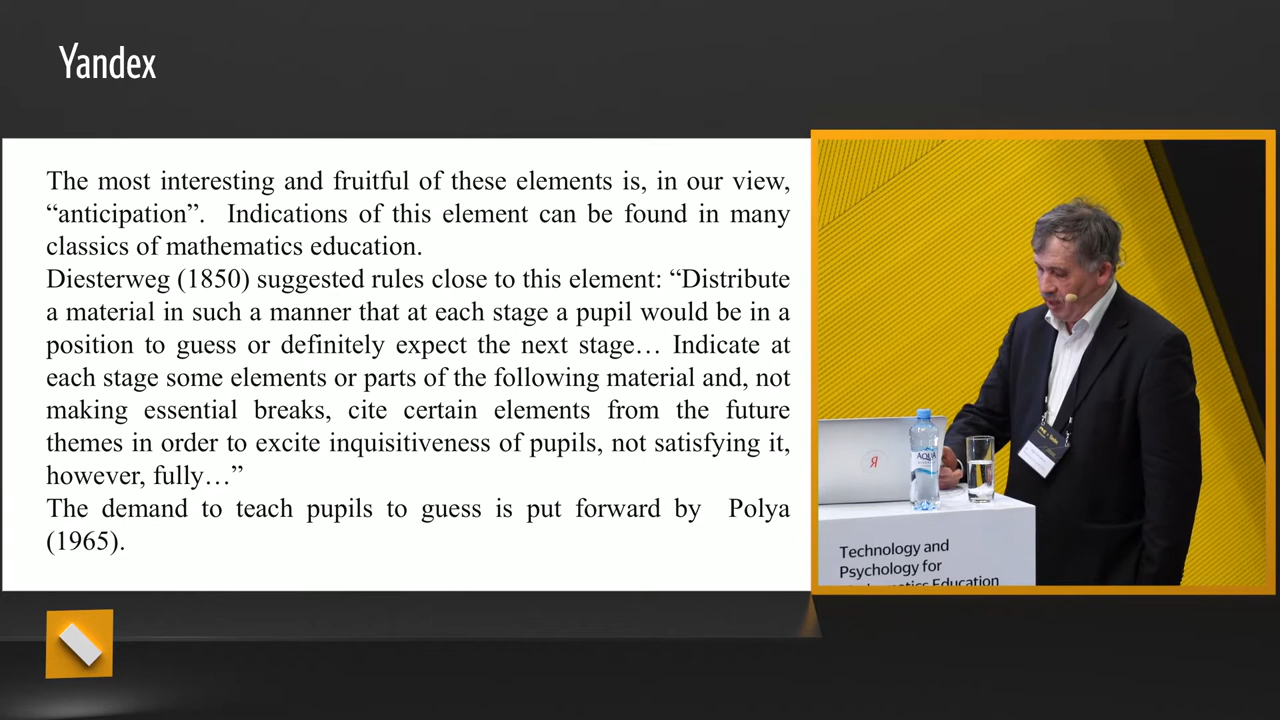 Yandex
The most interesting and fruitful of these elements is, in our view,
“anticipation”. Indications of this element can be found in many
classics of mathematics education.
Diesterweg (1850) suggested rules close to this element: “Distribute
a material in such a manner that at each stage a pupil would be in a
position to guess or definitely expect the next stage… Indicate at
each stage some elements or parts of the following material and, not
making essential breaks, cite certain elements from the future
themes in order to excite inquisitiveness of pupils, not satisfying it,
however, fully…”
The demand to teach pupils to guess is put forward by Polya
(1965).
Я
AQUA
Technology and
Psychology for
Education